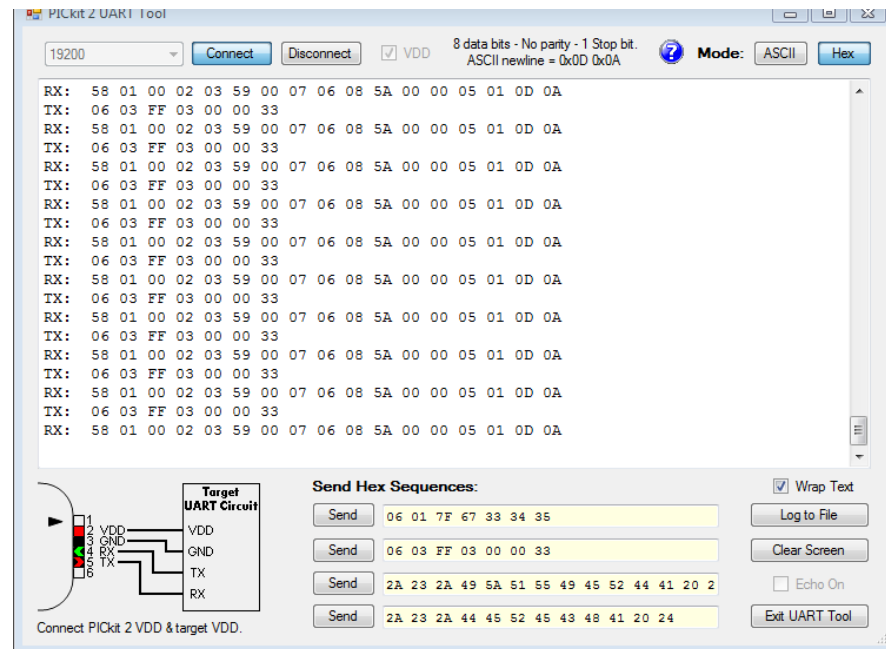 PICkit 2 UART Tool
19200 Connect Disconnect VDD 8 data bits - No parity - 1 Stop bit. Mode: ASCII Hex
ASCII newline = 0x0D 0x0A
RX: 58 01 00 02 03 59 00 07 06 08 5A 00 00 05 01 0D 0A
TX: 06 03 FF 03 00 00 33
RX: 58 01 00 02 03 59 00 07 06 08 5A 00 00 05 01 0D 0A
TX: 06 03 FF 03 00 00 33
RX: 58 01 00 02 03 59 00 07 06 08 5A 00 00 05 01 0D 0A
TX: 06 03 FF 03 00 00 33
RX: 58 01 00 02 03 59 00 07 06 08 5A 00 00 05 01 0D 0A
TX: 06 03 FF 03 00 00 33
RX: 58 01 00 02 03 59 00 07 06 08 5A 00 00 05 01 0D 0A
TX: 06 03 FF 03 00 00 33
RX: 58 01 00 02 03 59 00 07 06 08 5A 00 00 05 01 0D 0A
TX: 06 03 FF 03 00 00 33
RX: 58 01 00 02 03 59 00 07 06 08 5A 00 00 05 01 0D 0A
TX: 06 03 FF 03 00 00 33
RX: 58 01 00 02 03 59 00 07 06 08 5A 00 00 05 01 0D 0A
TX: 06 03 FF 03 00 00 33
RX: 58 01 00 02 03 59 00 07 06 08 5A 00 00 05 01 0D 0A
TX: 06 03 FF 03 00 00 33
RX: 58 01 00 02 03 59 00 07 06 08 5A 00 00 05 01 0D 0A
Target
UART Circuit
1
2 VDD VDD
3 GND
4 RX GND
5 TX
6 TX
RX
Connect PICkit 2 VDD & target VDD.
Send Hex Sequences:
Send 06 01 7F 67 33 34 35
Send 06 03 FF 03 00 00 33
Send 2A 23 2A 49 5A 51 55 49 45 52 44 41 20 2
Send 2A 23 2A 44 45 52 45 43 48 41 20 24
Wrap Text
Log to File
Clear Screen
Echo On
Exit UART Tool